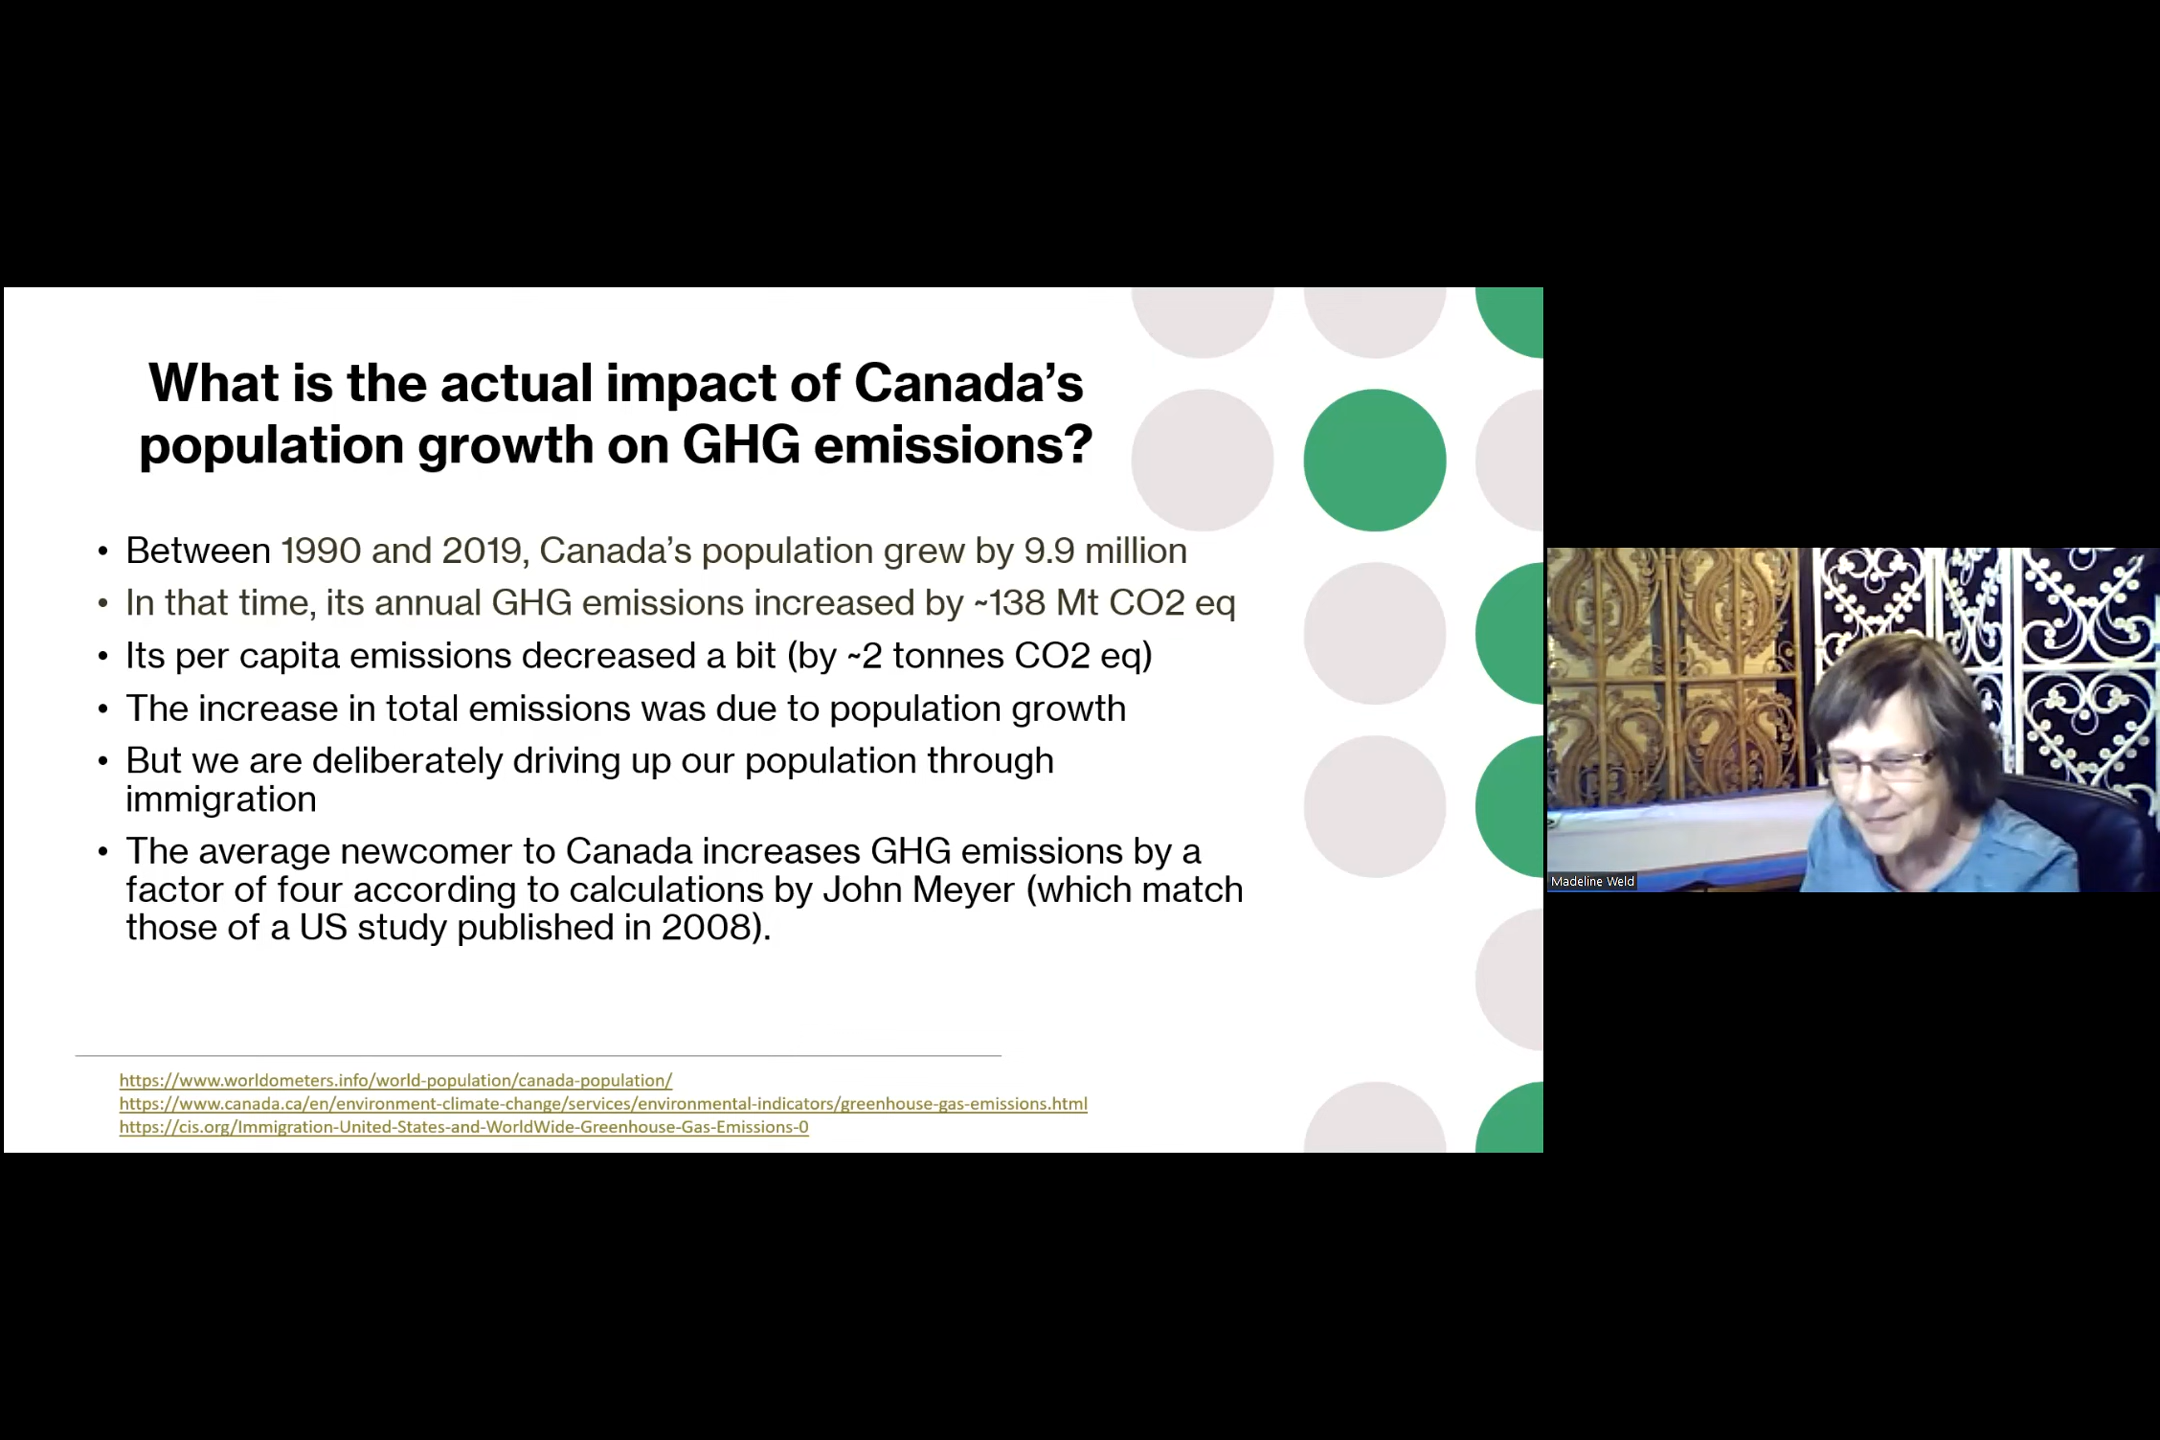 What is the actual impact of Canada’s
population growth on GHG emissions?
• Between 1990 and 2019, Canada’s population grew by 9.9 million
• In that time, its annual GHG emissions increased by ~138 Mt CO2 eq
• Its per capita emissions decreased a bit (by ~2 tonnes CO2 eq)
• The increase in total emissions was due to population growth
• But we are deliberately driving up our population through
immigration
• The average newcomer to Canada increases GHG emissions by a
factor of four according to calculations by John Meyer (which match
those of a US study published in 2008).
https://www.worldometers.info/world-population/canada-population/
https://www.canada.ca/en/environment-climate-change/services/environmental-indicators/greenhouse-gas-emissions.html
https://cis.org/Immigration-United-States-and-WorldWide-Greenhouse-Gas-Emissions-0
Madeline Weld